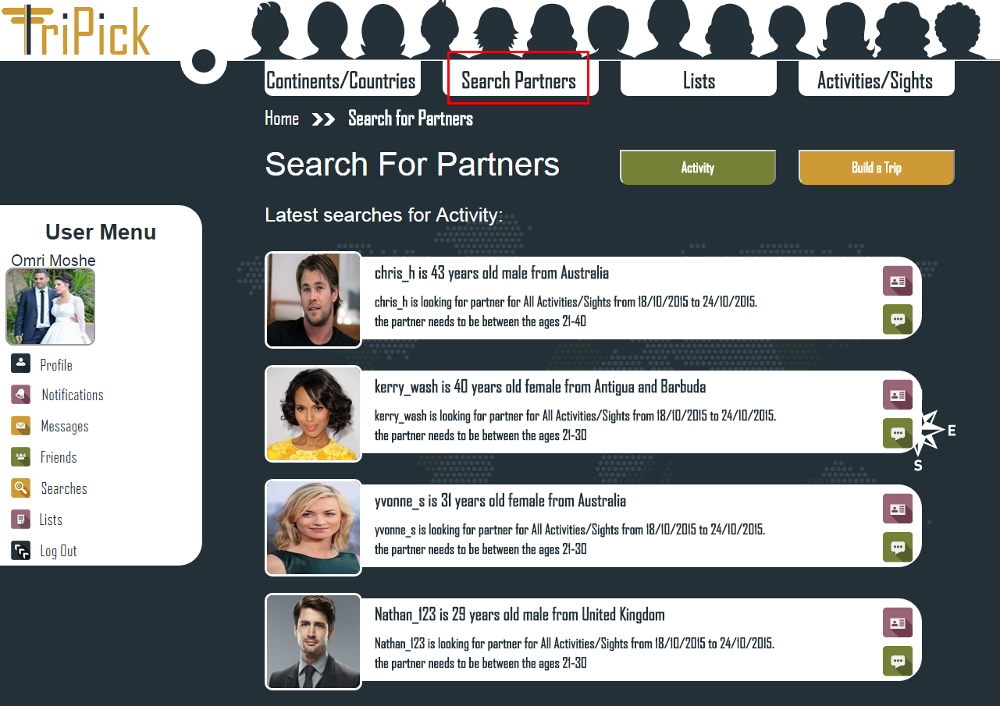 TriPick
Continents/Countries
Search Partners
Lists
Activities/Sights
Home
Search for Partners
Search For Partners
Activity
Build a Trip
Latest searches for Activity:
User Menu
Omri Moshe
Profile
Notifications
Messages
Friends
Searches
Lists
Log Out
chris_h is 43 years old male from Australia
chris_h is looking for partner for All Activities/Sights from 18/10/2015 to 24/10/2015.
the partner needs to be between the ages 21-40
kerry_wash is 40 years old female from Antigua and Barbuda
kerry_wash is looking for partner for All Activities/Sights from 18/10/2015 to 24/10/2015.
the partner needs to be between the ages 21-30
E
S
yvonne_s is 31 years old female from Australia
yvonne_s is looking for partner for All Activities/Sights from 18/10/2015 to 24/10/2015.
the partner needs to be between the ages 21-30
Nathan_123 is 29 years old male from United Kingdom
Nathan_123 is looking for partner for All Activities/Sights from 18/10/2015 to 24/10/2015.
the partner needs to be between the ages 21-30